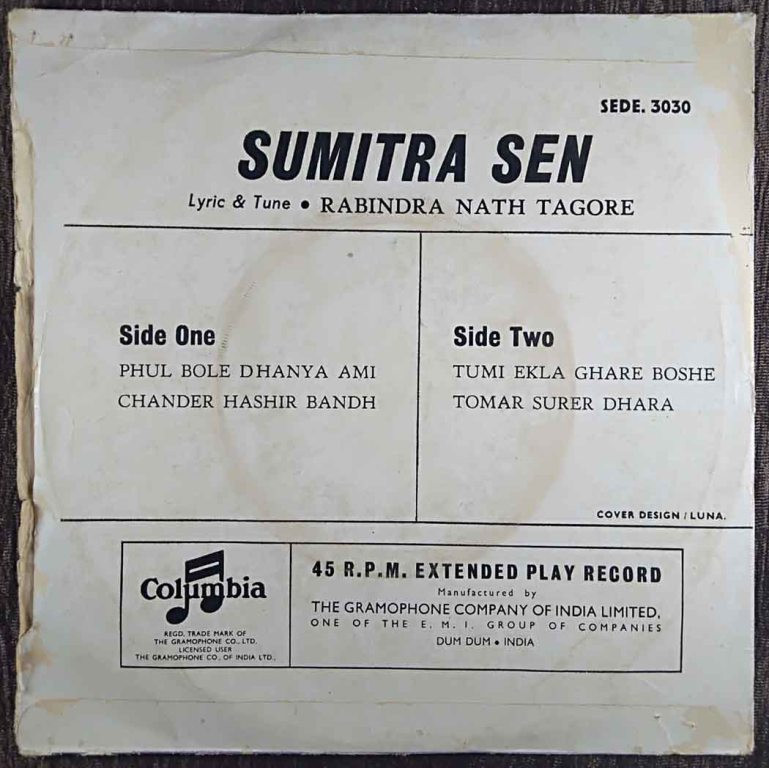 SEDE. 3030
SUMITRA SEN
Lyric & Tune • RABINDRA NATH TAGORE
Side One
PHUL BOLE DHANYA AMI
CHANDER HASHIR BANDH
Side Two
TUMI EKLA GHARE BOSHE
TOMAR SURER DHARA
COVER DESIGN / LUNA.
Columbia
REGD. TRADE MARK OF
THE GRAMOPHONE CO., LTD.
LICENSED USER
THE GRAMOPHONE CO., OF INDIA LTD.,
45 R.P.M. EXTENDED PLAY RECORD
Manufactured by
THE GRAMOPHONE COMPANY OF INDIA LIMITED,
ONE OF THE E. M. I. GROUP OF COMPANIES
DUM DUM • INDIA